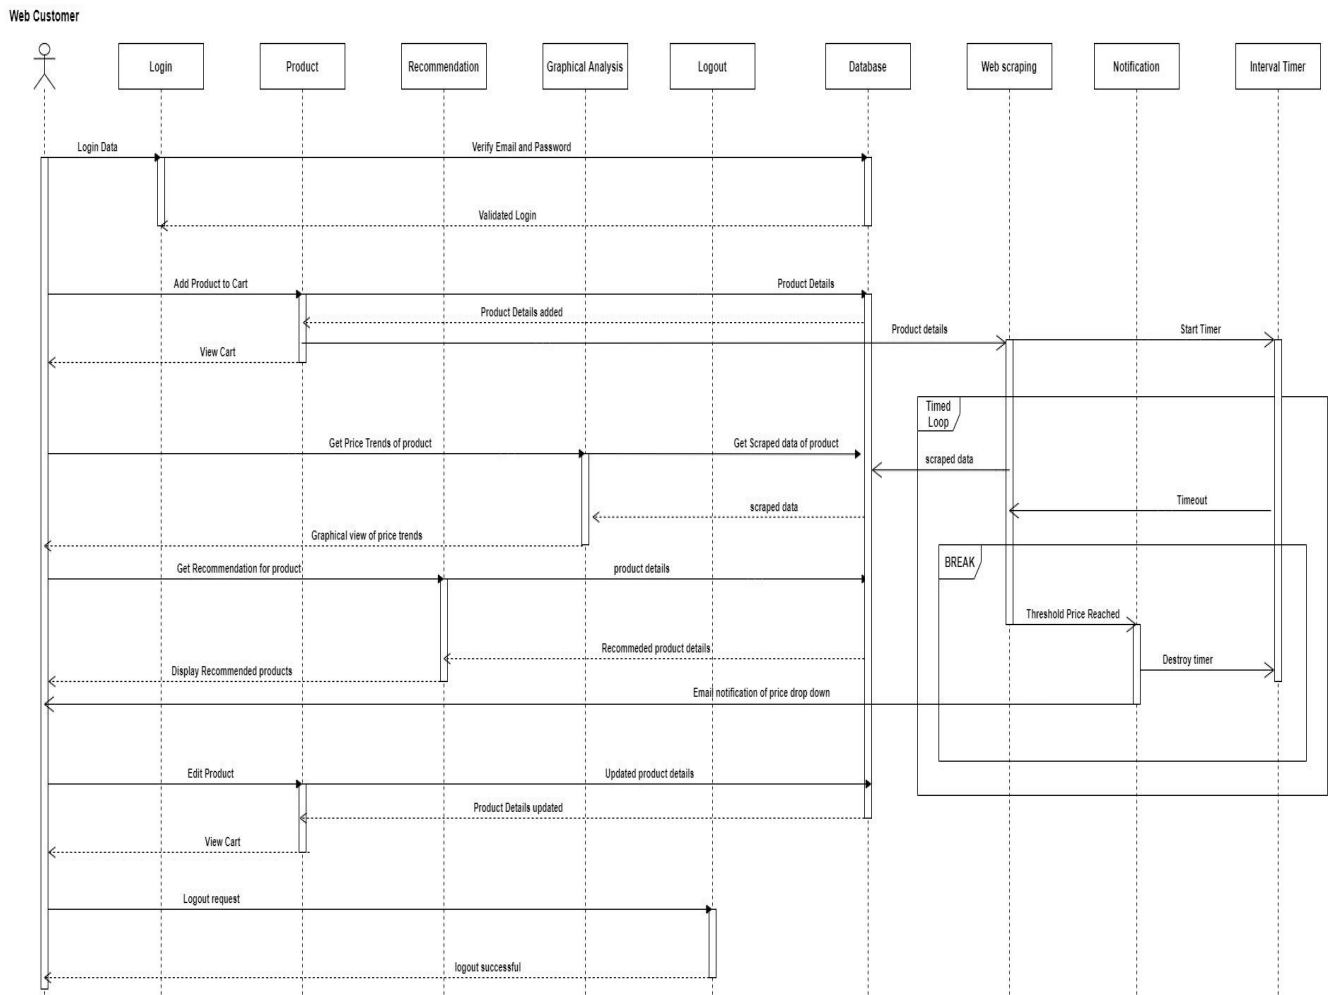 Web Customer
Login
Product
Recommendation
Graphical Analysis
Logout
Database
Web scraping
Notification
Interval Timer
Login Data
Verify Email and Password
Validated Login
Add Product to Cart
Product Details
Product Details added
Product details
Start Timer
View Cart
Timed
Loop
Get Price Trends of product
Get Scraped data of product
scraped data
Timeout
scraped data
Graphical view of price trends
BREAK
Get Recommendation for product
product details
Threshold Price Reached
Recommeded product details
Destroy timer
Display Recommended products
Email notification of price drop down
Edit Product
Updated product details
Product Details updated
View Cart
Logout request
logout successful